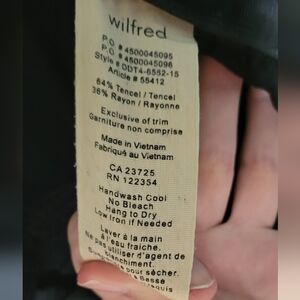 wilfred
P.O. # 4500045095
P.O. # 4500045096
Style # ODT4-6552-15
Article # 55412
64% Tencel / Tencel
36% Rayon / Rayonne
Exclusive of trim
Garniture non comprise
Made in Vietnam
Fabriqué au Vietnam
CA 23725
RN 122354
Handwash Cool
No Bleach
Hang to Dry
Low Iron if Needed
Laver à la main
à l'eau fraiche.
Ne pas utiliser d'agent de
blanchiment.
pour sécher.
à Basse